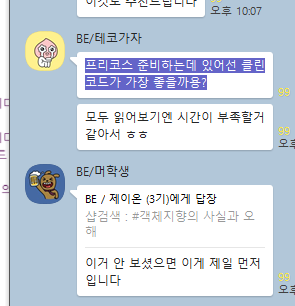 이것도 추천드립니다
오후 10:07
BE/테코가자
프리코스 준비하는데 있어선 클린
코드가 가장 좋을까용?
99
모두 읽어보기엔 시간이 부족할거
같아서 ㅎㅎ
99
오후
BE/머학생
BE / 제이온 (3기)에게 답장
샵검색 : #객체지향의 사실과 오
해
이거 안 보셨으면 이게 제일 먼저
입니다
99
오후